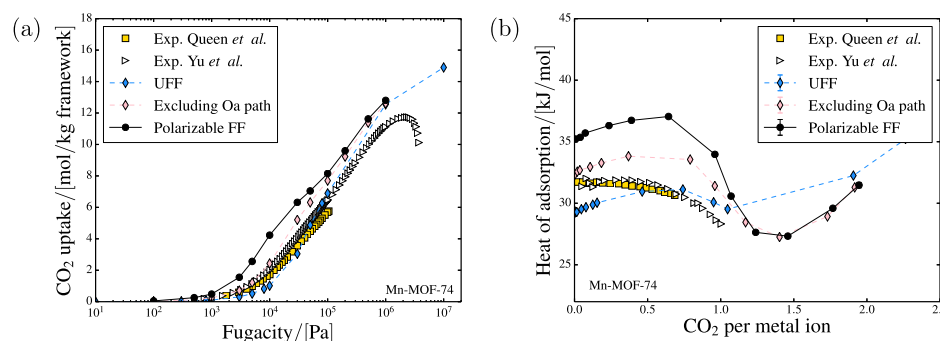 (a)
Exp. Queen et al.
Exp. Yu et al.
UFF
Excluding Oa path
Polarizable FF
CO2 uptake/[mol/kg framework]
16
14
12
10
8
6
4
2
0
10
10^2
10^3
10^4
10^5
10^6
10^7
Mn-MOF-74
Fugacity/[Pa]
(b)
Exp. Queen et al.
Exp. Yu et al.
UFF
Excluding Oa path
Polarizable FF
Heat of adsorption/[kJ/mol]
45
40
35
30
25
0.0
0.5
1.0
1.5
2.0
2.5
Mn-MOF-74
CO2 per metal ion